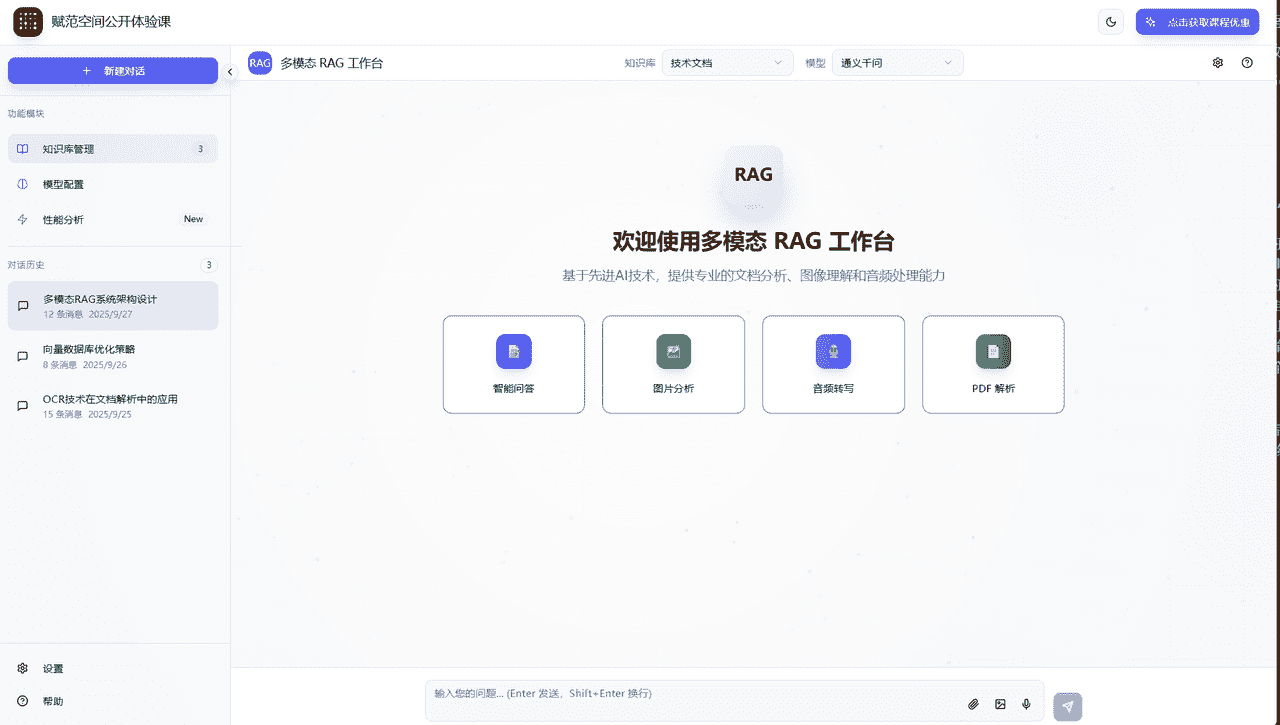 赋范空间公开体验课
点击获取课程优惠
+ 新建对话
RAG 多模态 RAG 工作台
知识库 技术文档
模型 通义千问
功能模块
知识库管理 3
模型配置
性能分析 New
对话历史 3
多模态RAG系统架构设计
12 条消息 2025/9/27
向量数据库优化策略
8 条消息 2025/9/26
OCR技术在文档解析中的应用
15 条消息 2025/9/25
设置
帮助
RAG
欢迎使用多模态 RAG 工作台
基于先进AI技术，提供专业的文档分析、图像理解和音频处理能力
智能问答
图片分析
音频转写
PDF 解析
输入您的问题... (Enter 发送，Shift+Enter 换行)